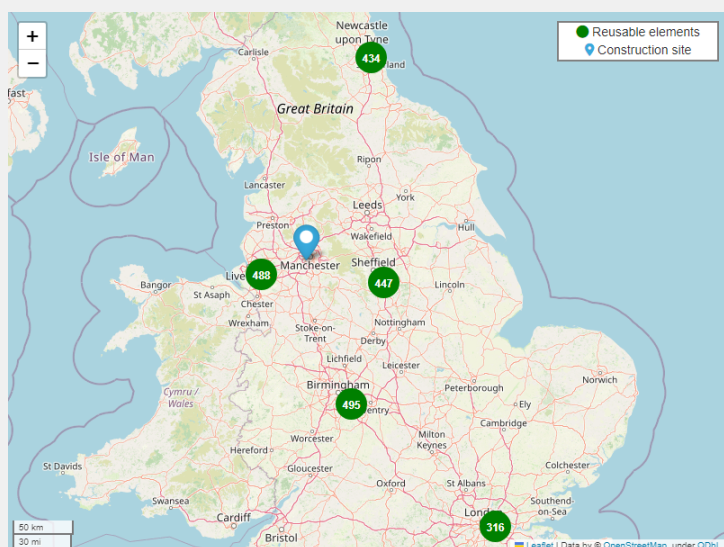 +
−
Reusable elements
Construction site
Newcastle
upon Tyne
434
Carlisle
Great Britain
Isle of Man
Ripon
Lancaster
York
Leeds
Preston
Wakefield
Hull
Manchester
Sheffield
488
447
Bangor
St Asaph
Chester
Lincoln
Wrexham
Stoke-on-
Trent
Nottingham
Derby
Lichfield
Leicester
Norwich
Birmingham
Peterborough
Cymru /
Wales
495
Ely
Cambridge
Worcester
Hereford
Milton
Keynes
St Davids
Gloucester
Colchester
Oxford
St Albans
Swansea
Southend-
on-Sea
Cardiff
316
50 km
Bristol
30 mi
Leaflet | Data by © OpenStreetMap, under ODbL